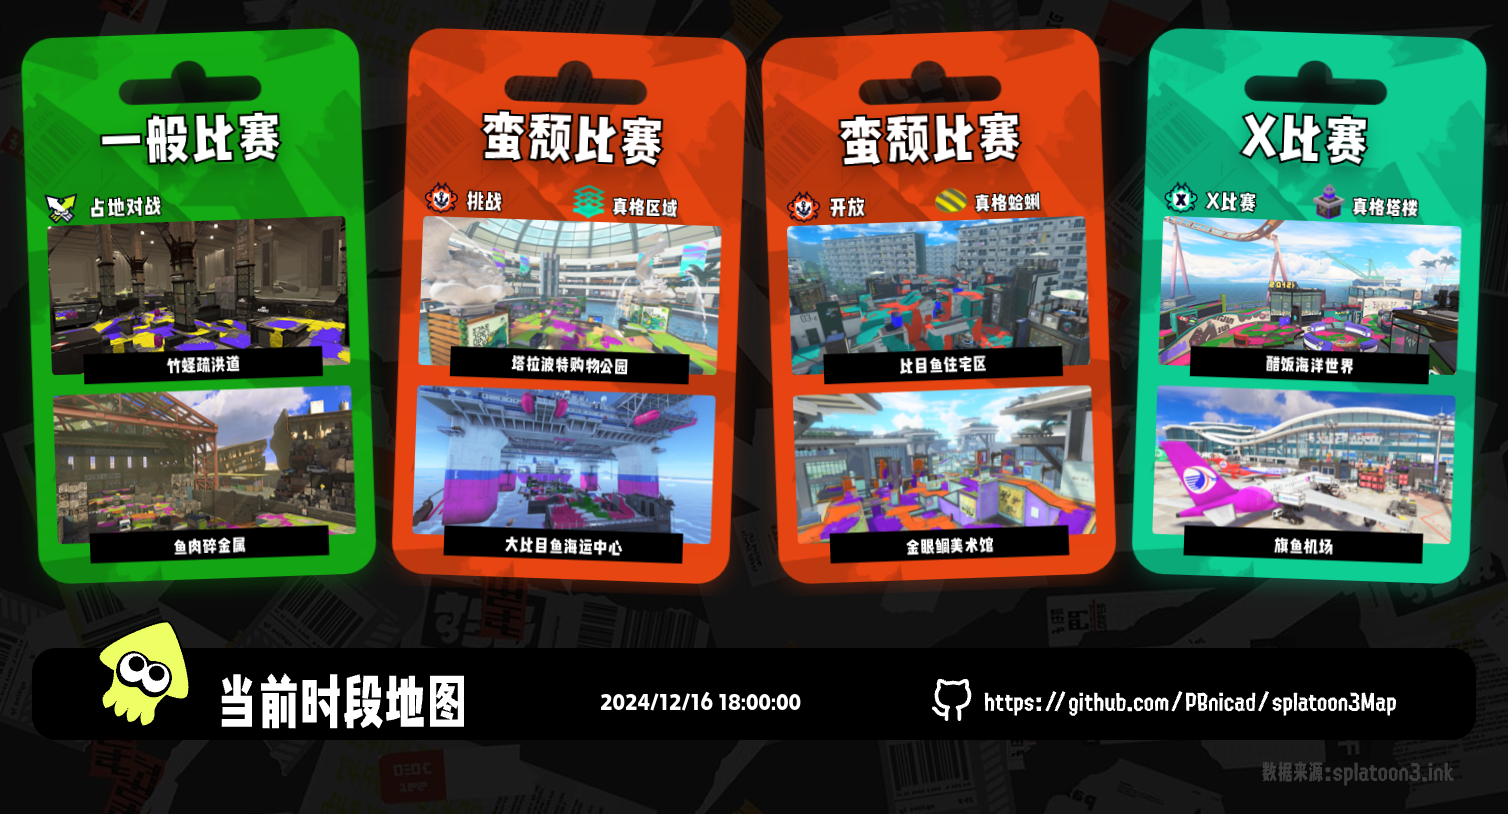 一般比赛
占地对战
竹蛏疏洪道
鱼肉碎金属
蛮颓比赛
挑战
真格区域
塔拉波特购物公园
大比目鱼海运中心
蛮颓比赛
开放
真格蛤蜊
比目鱼住宅区
金眼鲷美术馆
X比赛
X比赛
真格塔楼
醋饭海洋世界
旗鱼机场
当前时段地图
2024/12/16 18:00:00
https://github.com/PBnicad/splatoon3Map
数据来源:splatoon3.ink